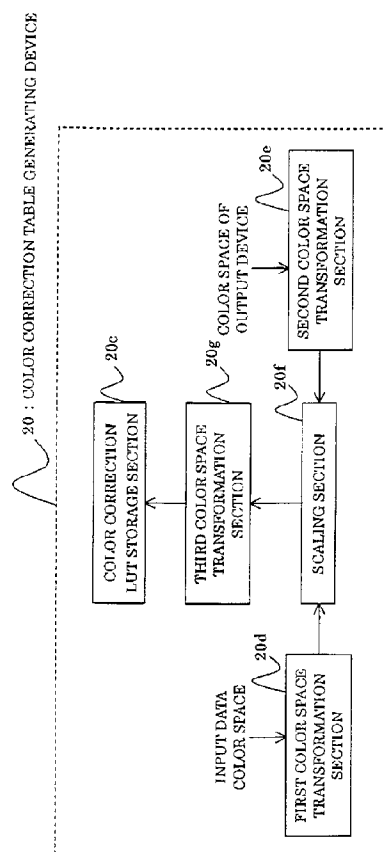 20 : COLOR CORRECTION TABLE GENERATING DEVICE
20c
COLOR CORRECTION
LUT STORAGE SECTION
20g
THIRD COLOR SPACE
TRANSFORMATION
SECTION
INPUT DATA
COLOR SPACE
20d
FIRST COLOR SPACE
TRANSFORMATION
SECTION
20f
SCALING SECTION
COLOR SPACE OF
OUTPUT DEVICE
20e
SECOND COLOR SPACE
TRANSFORMATION
SECTION